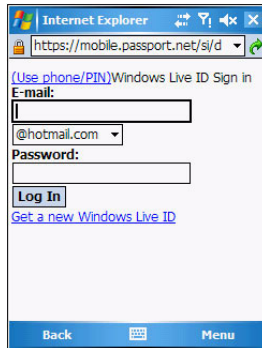 Internet Explorer
https://mobile.passport.net/si/d
(Use phone/PIN)Windows Live ID Sign in
E-mail:
@hotmail.com
Password:
Log In
Get a new Windows Live ID
Back Menu